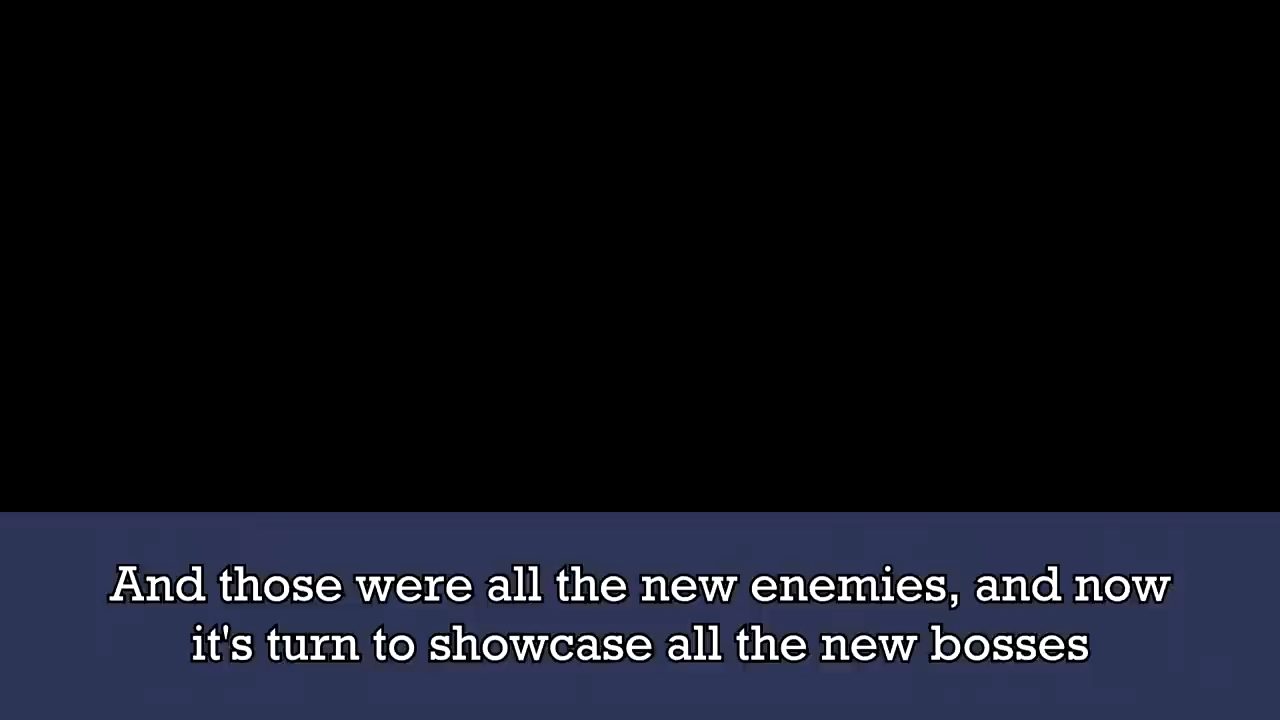 And those were all the new enemies, and now
it's turn to showcase all the new bosses